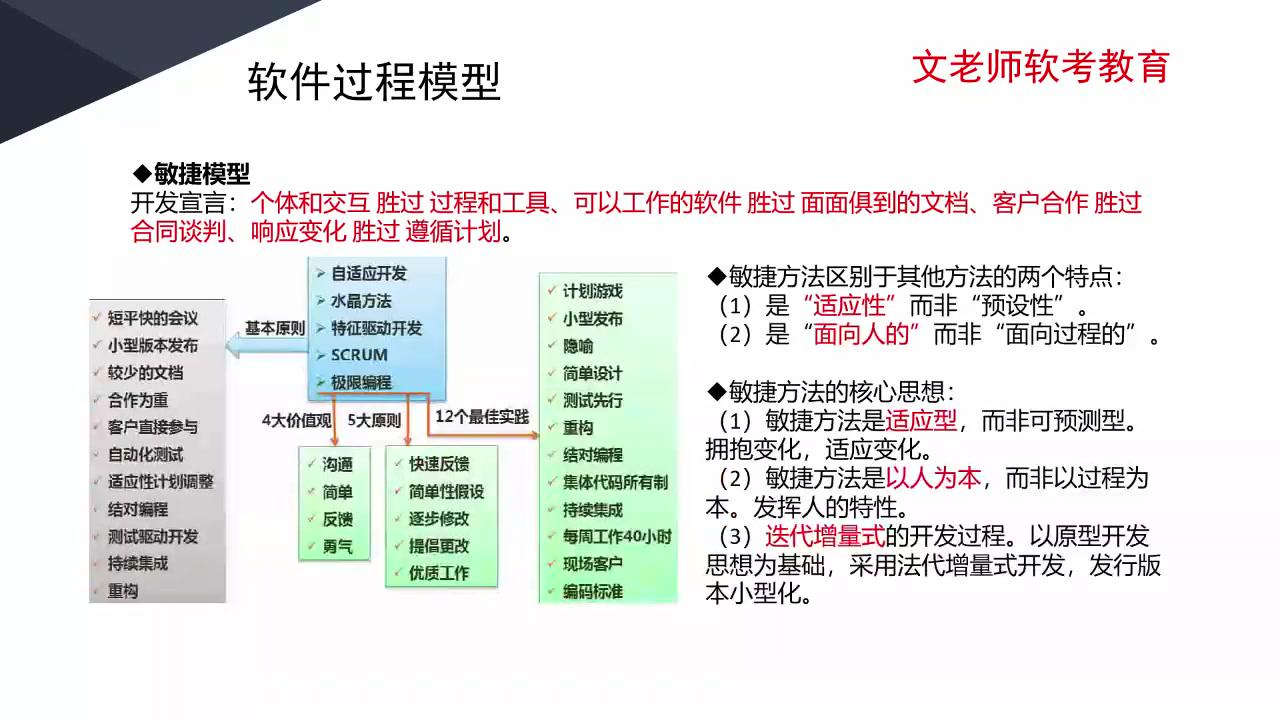 软件过程模型
文老师软考教育
◆敏捷模型
开发宣言：个体和交互 胜过 过程和工具、可以工作的软件 胜过 面面俱到的文档、客户合作 胜过
合同谈判、响应变化 胜过 遵循计划。
短平快的会议
小型版本发布
较少的文档
合作为重
客户直接参与
自动化测试
适应性计划调整
结对编程
测试驱动开发
持续集成
重构
基本原则
自适应开发
水晶方法
特征驱动开发
SCRUM
极限编程
4大价值观
5大原则
12个最佳实践
沟通
简单
反馈
勇气
快速反馈
简单性假设
逐步修改
提倡更改
优质工作
计划游戏
小型发布
隐喻
简单设计
测试先行
重构
结对编程
集体代码所有制
持续集成
每周工作40小时
现场客户
编码标准
◆敏捷方法区别于其他方法的两个特点：
（1）是“适应性”而非“预设性”。
（2）是“面向人的”而非“面向过程的”。
◆敏捷方法的核心思想：
（1）敏捷方法是适应型，而非可预测型。
拥抱变化，适应变化。
（2）敏捷方法是以人为本，而非以过程为
本。发挥人的特性。
（3）迭代增量式的开发过程。以原型开发
思想为基础，采用法代增量式开发，发行版
本小型化。